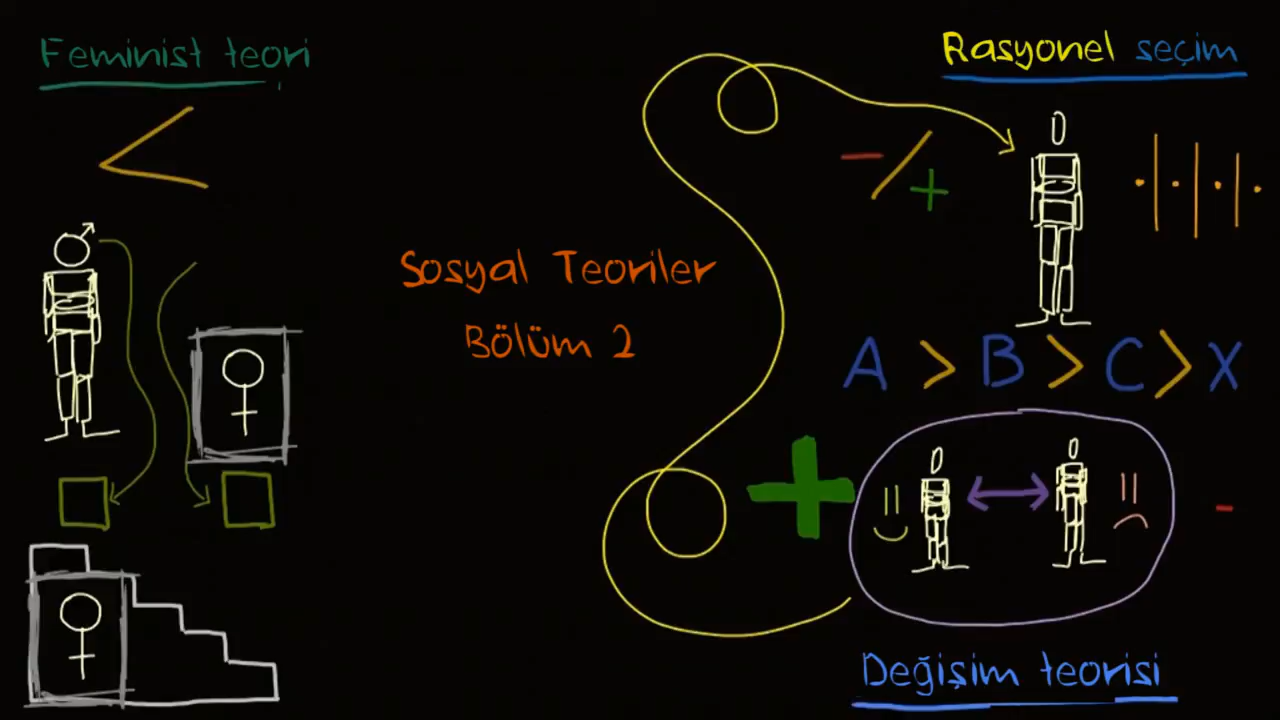 Feminist teori
Rasyonel seçim
Sosyal Teoriler
Bölüm 2
A > B > C > X
Değişim teorisi